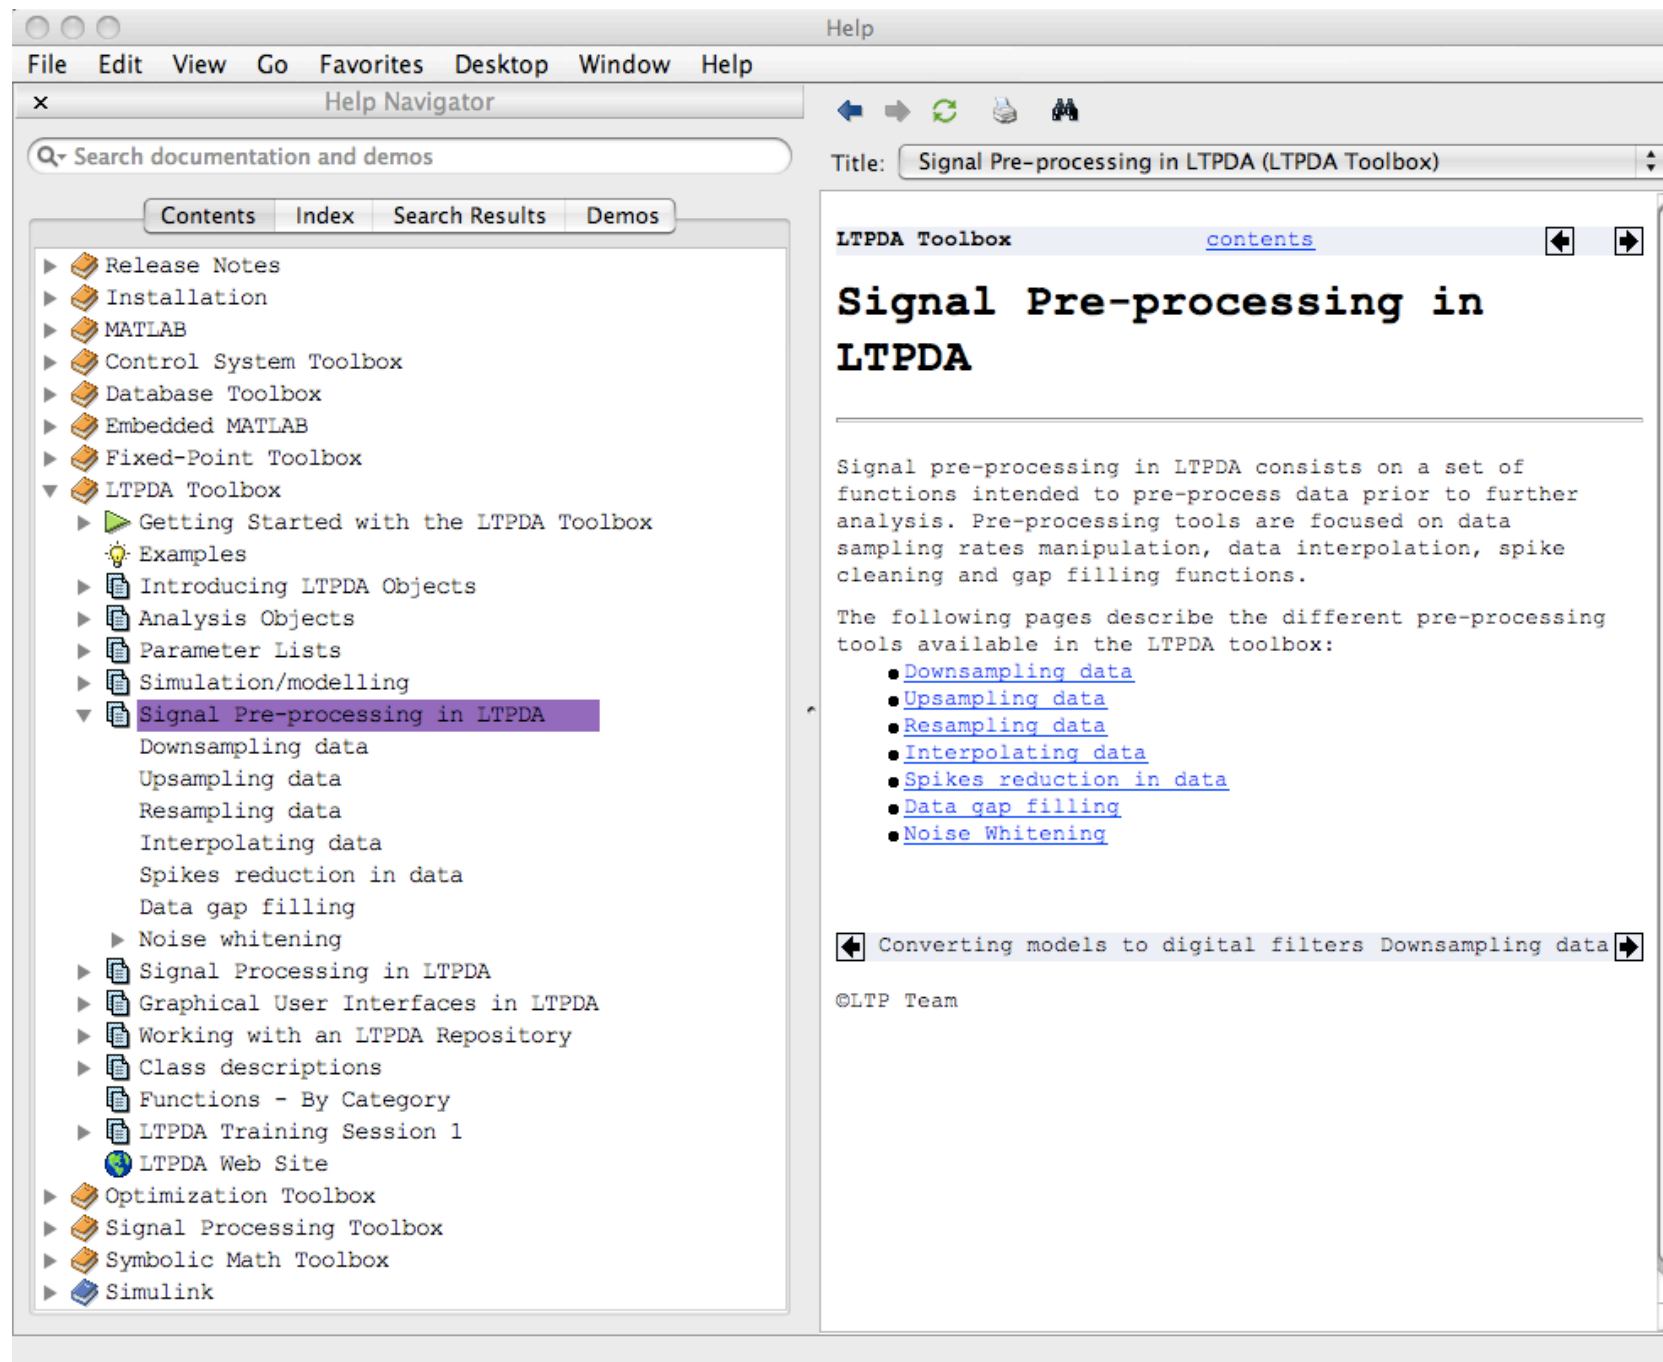 Help
File Edit View Go Favorites Desktop Window Help
Help Navigator
Search documentation and demos
Contents Index Search Results Demos
Release Notes
Installation
MATLAB
Control System Toolbox
Database Toolbox
Embedded MATLAB
Fixed-Point Toolbox
LTPDA Toolbox
Getting Started with the LTPDA Toolbox
Examples
Introducing LTPDA Objects
Analysis Objects
Parameter Lists
Simulation/modelling
Signal Pre-processing in LTPDA
Downsampling data
Upsampling data
Resampling data
Interpolating data
Spikes reduction in data
Data gap filling
Noise whitening
Signal Processing in LTPDA
Graphical User Interfaces in LTPDA
Working with an LTPDA Repository
Class descriptions
Functions - By Category
LTPDA Training Session 1
LTPDA Web Site
Optimization Toolbox
Signal Processing Toolbox
Symbolic Math Toolbox
Simulink
Title: Signal Pre-processing in LTPDA (LTPDA Toolbox)
LTPDA Toolbox contents
Signal Pre-processing in
LTPDA
Signal pre-processing in LTPDA consists on a set of
functions intended to pre-process data prior to further
analysis. Pre-processing tools are focused on data
sampling rates manipulation, data interpolation, spike
cleaning and gap filling functions.
The following pages describe the different pre-processing
tools available in the LTPDA toolbox:
Downsampling data
Upsampling data
Resampling data
Interpolating data
Spikes reduction in data
Data gap filling
Noise Whitening
Converting models to digital filters Downsampling data
©LTP Team